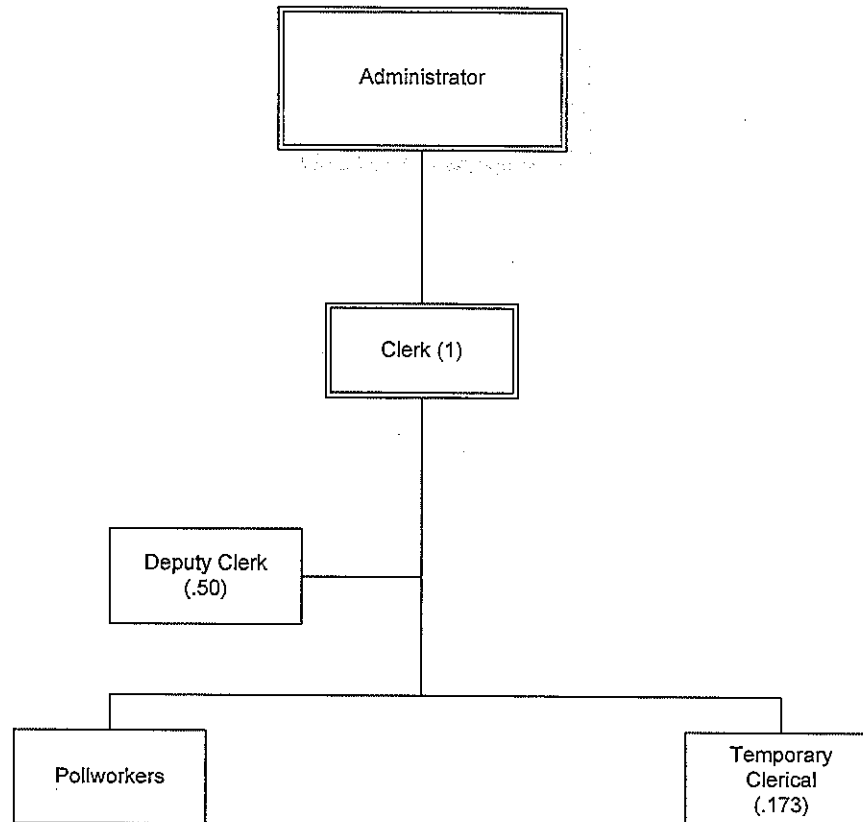 Administrator
Clerk (1)
Deputy Clerk
(.50)
Pollworkers
Temporary
Clerical
(.173)